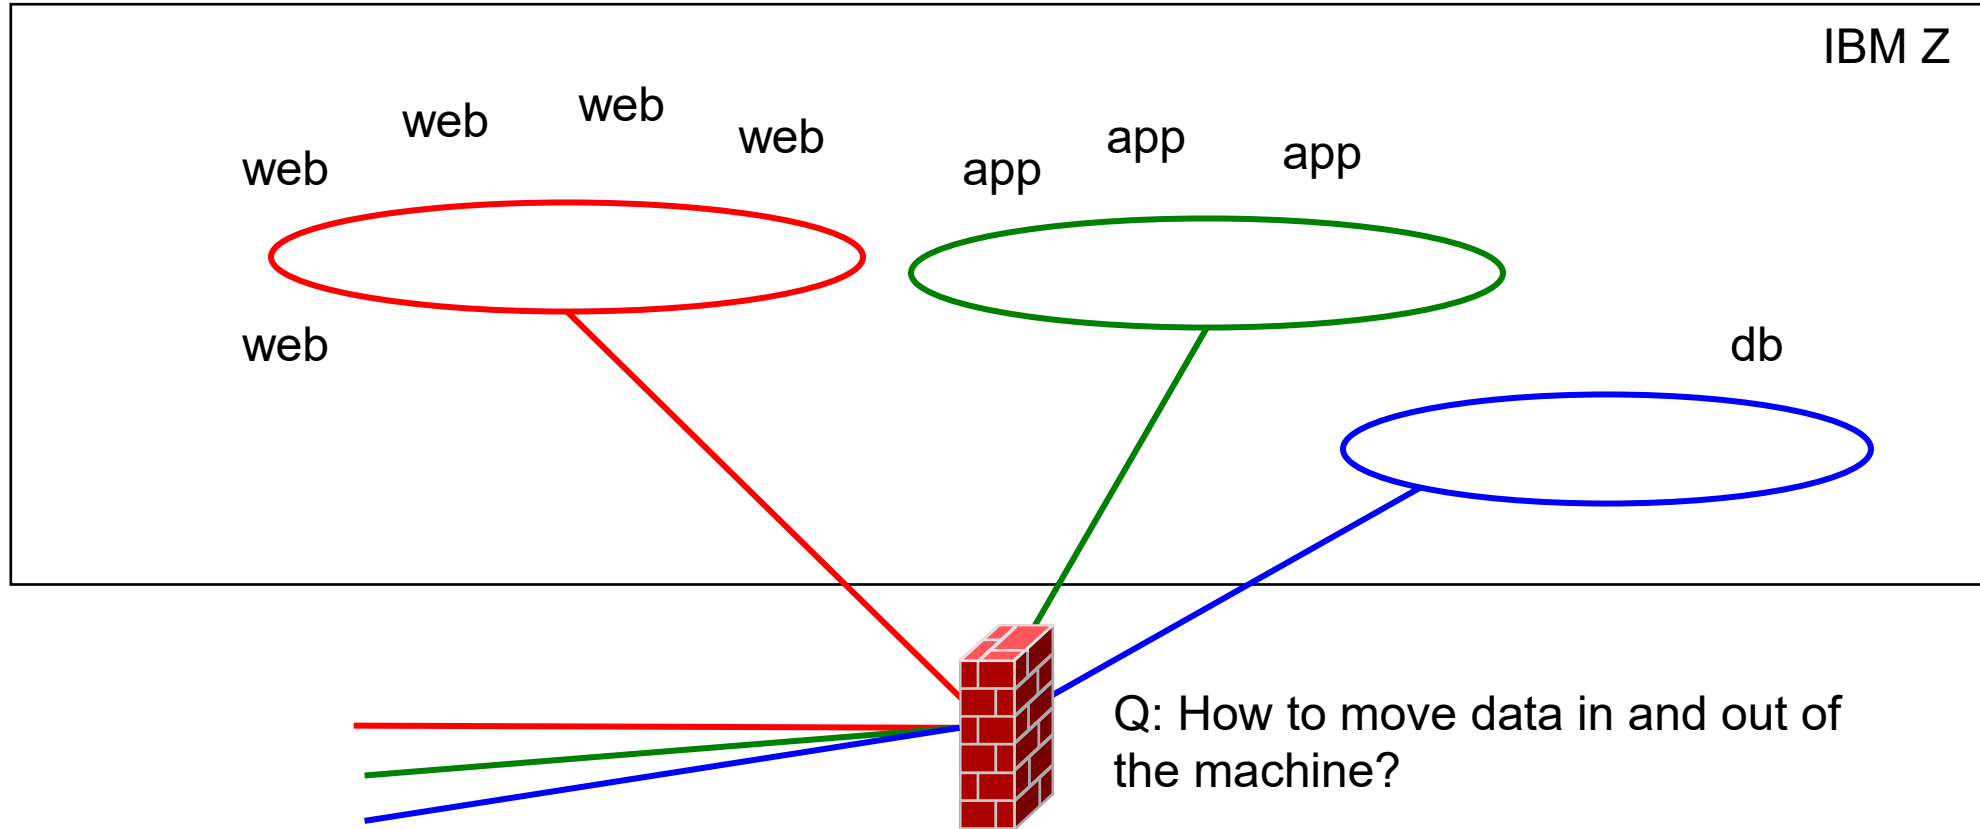 IBM Z
web
web
web
web
app
app
app
web
db
Q: How to move data in and out of
the machine?